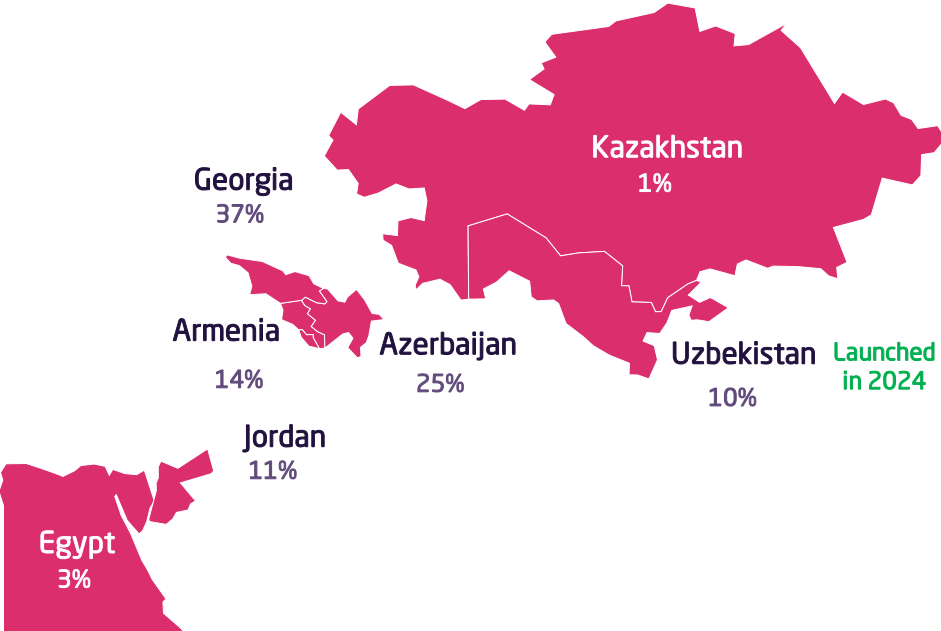 Kazakhstan
1%
Georgia
37%
Armenia
14%
Azerbaijan
25%
Uzbekistan
10%
Launched
in 2024
Jordan
11%
Egypt
3%